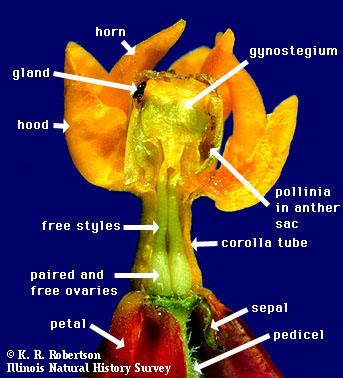 horn
gynostegium
gland
hood
pollinia
in anther
sac
free styles
corolla tube
paired and
free ovaries
sepal
petal
pedicel
© K. R. Robertson
Illinois Natural History Survey